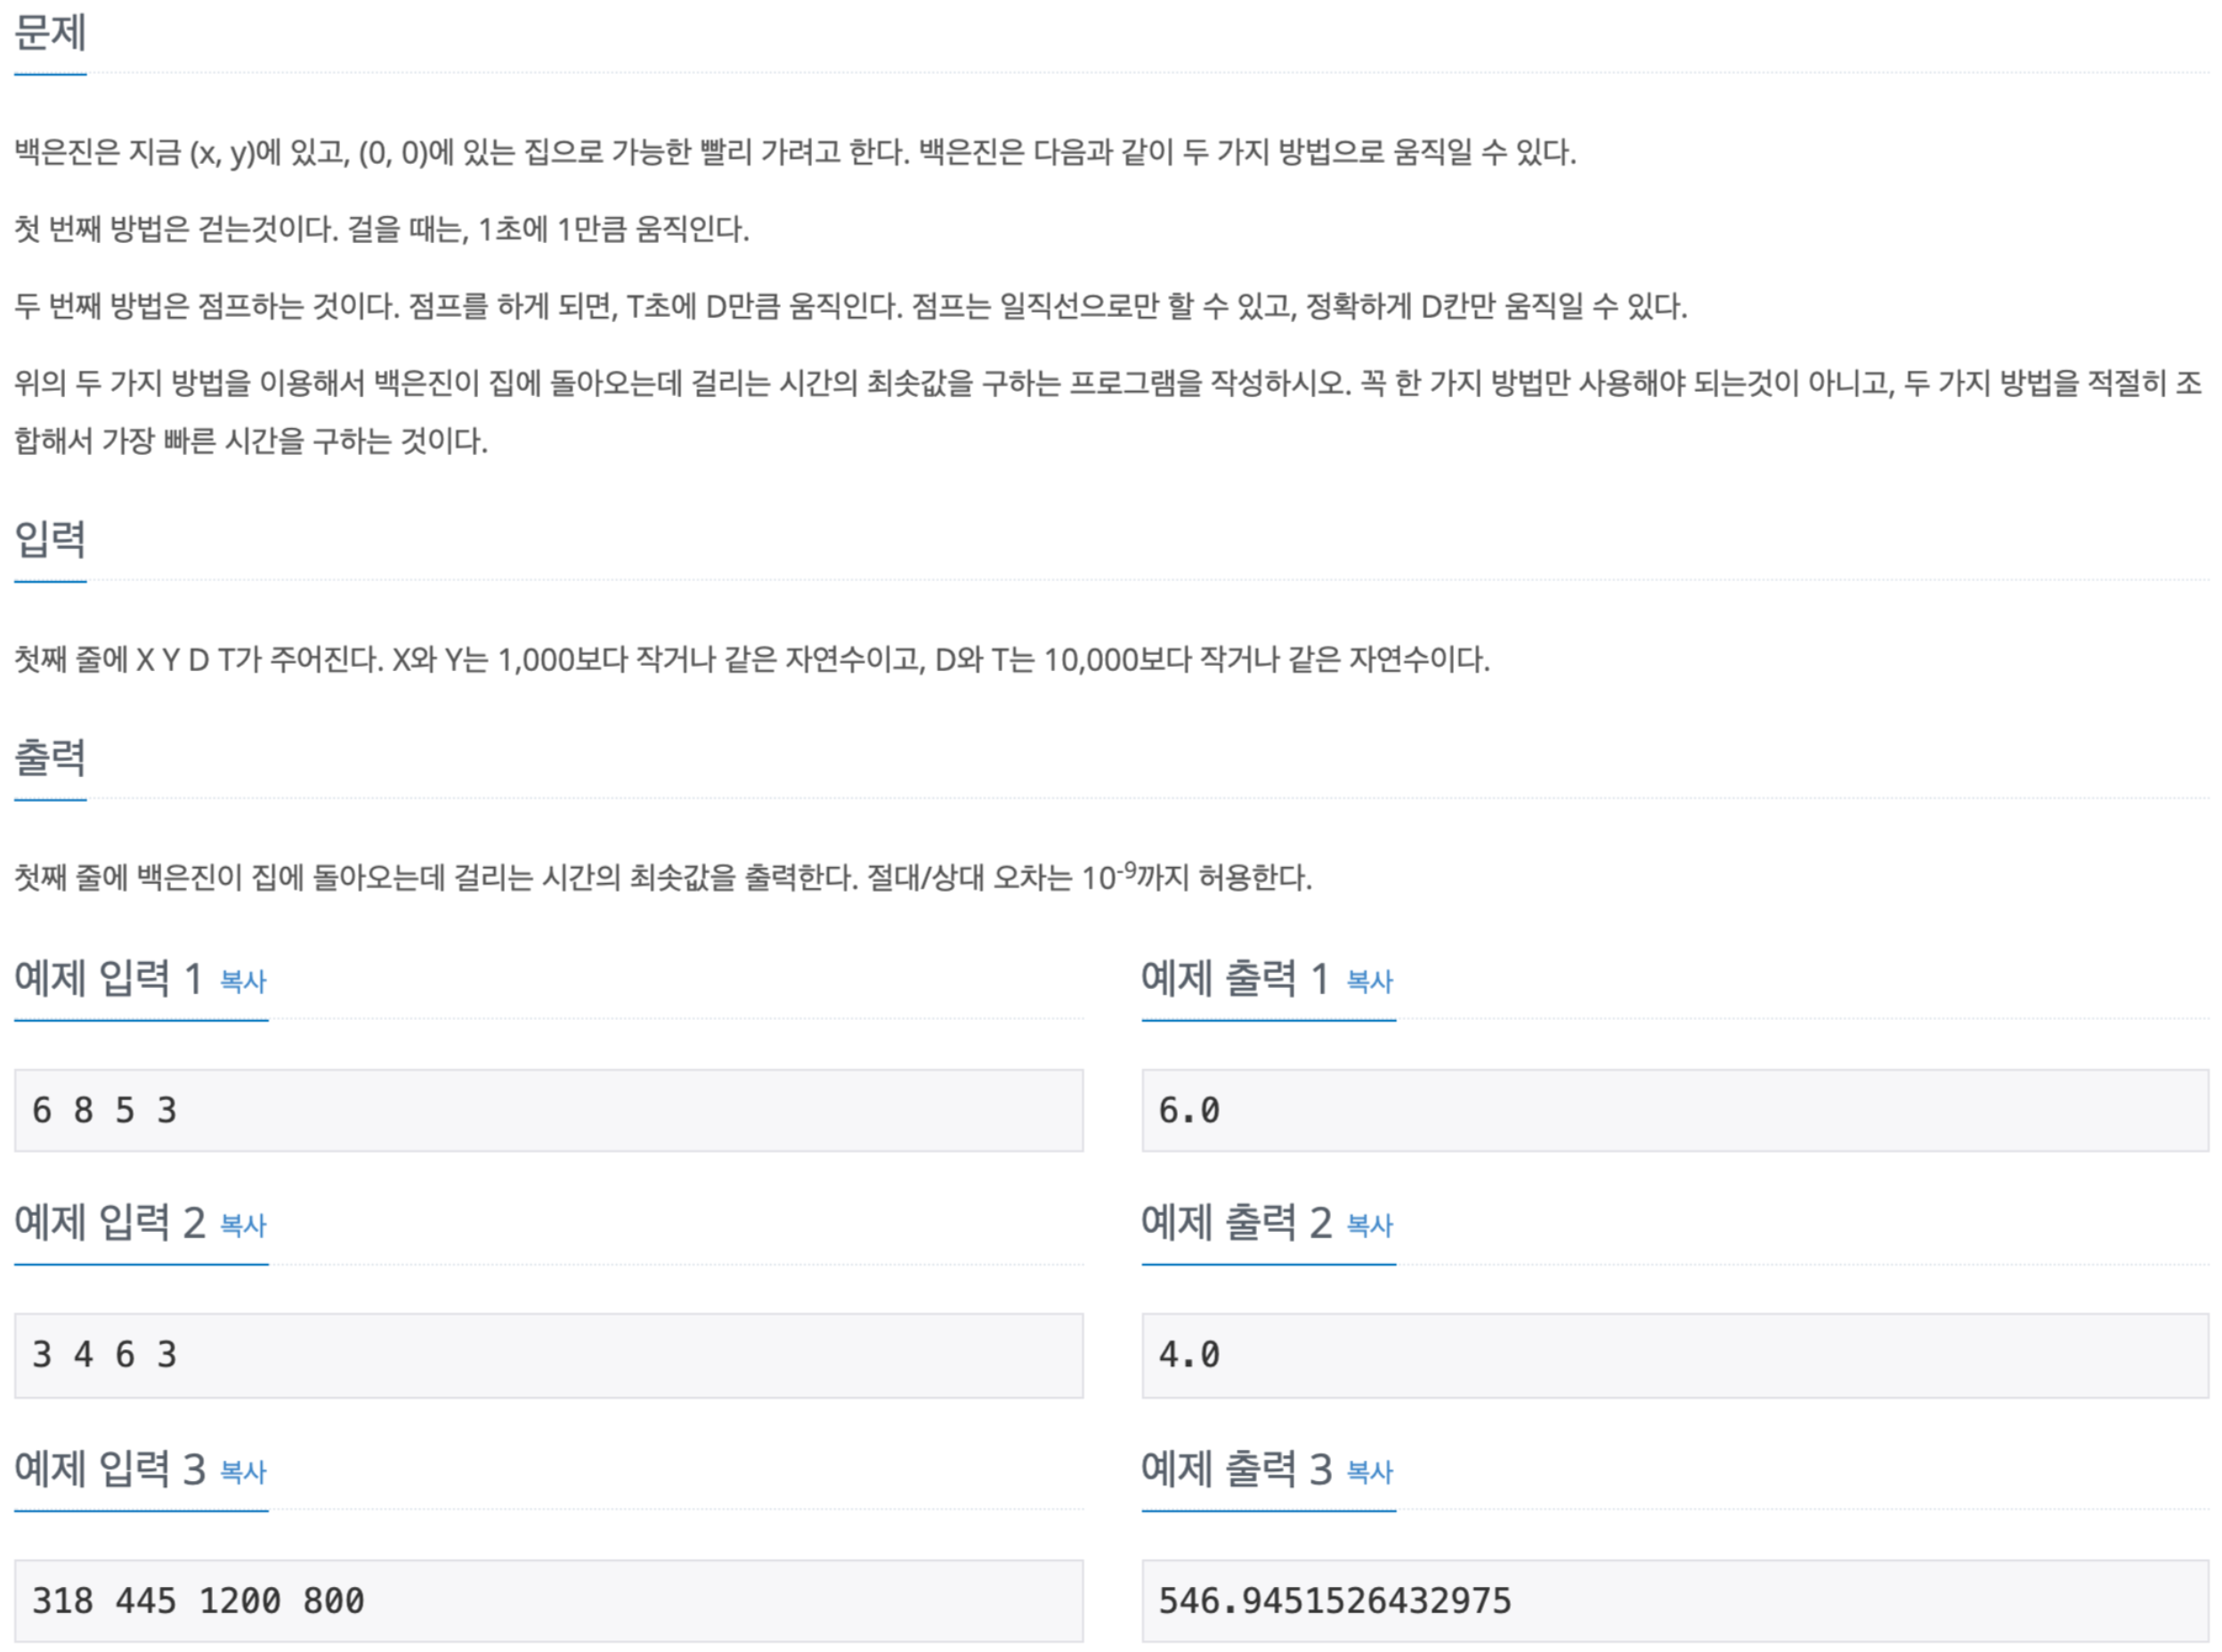 문제
백은진은 지금 (x, y)에 있고, (0, 0)에 있는 집으로 가능한 빨리 가려고 한다. 백은진은 다음과 같이 두 가지 방법으로 움직일 수 있다.
첫 번째 방법은 걷는것이다. 걸을 때는, 1초에 1만큼 움직인다.
두 번째 방법은 점프하는 것이다. 점프를 하게 되면, T초에 D만큼 움직인다. 점프는 일직선으로만 할 수 있고, 정확하게 D칸만 움직일 수 있다.
위의 두 가지 방법을 이용해서 백은진이 집에 돌아오는데 걸리는 시간의 최솟값을 구하는 프로그램을 작성하시오. 꼭 한 가지 방법만 사용해야 되는것이 아니고, 두 가지 방법을 적절히 조
합해서 가장 빠른 시간을 구하는 것이다.
입력
첫째 줄에 X Y D T가 주어진다. X와 Y는 1,000보다 작거나 같은 자연수이고, D와 T는 10,000보다 작거나 같은 자연수이다.
출력
첫째 줄에 백은진이 집에 돌아오는데 걸리는 시간의 최솟값을 출력한다. 절대/상대 오차는 10-9까지 허용한다.
예제 입력 1 복사
6 8 5 3
예제 출력 1 복사
6.0
예제 입력 2 복사
3 4 6 3
예제 출력 2 복사
4.0
예제 입력 3 복사
318 445 1200 800
예제 출력 3 복사
546.9451526432975